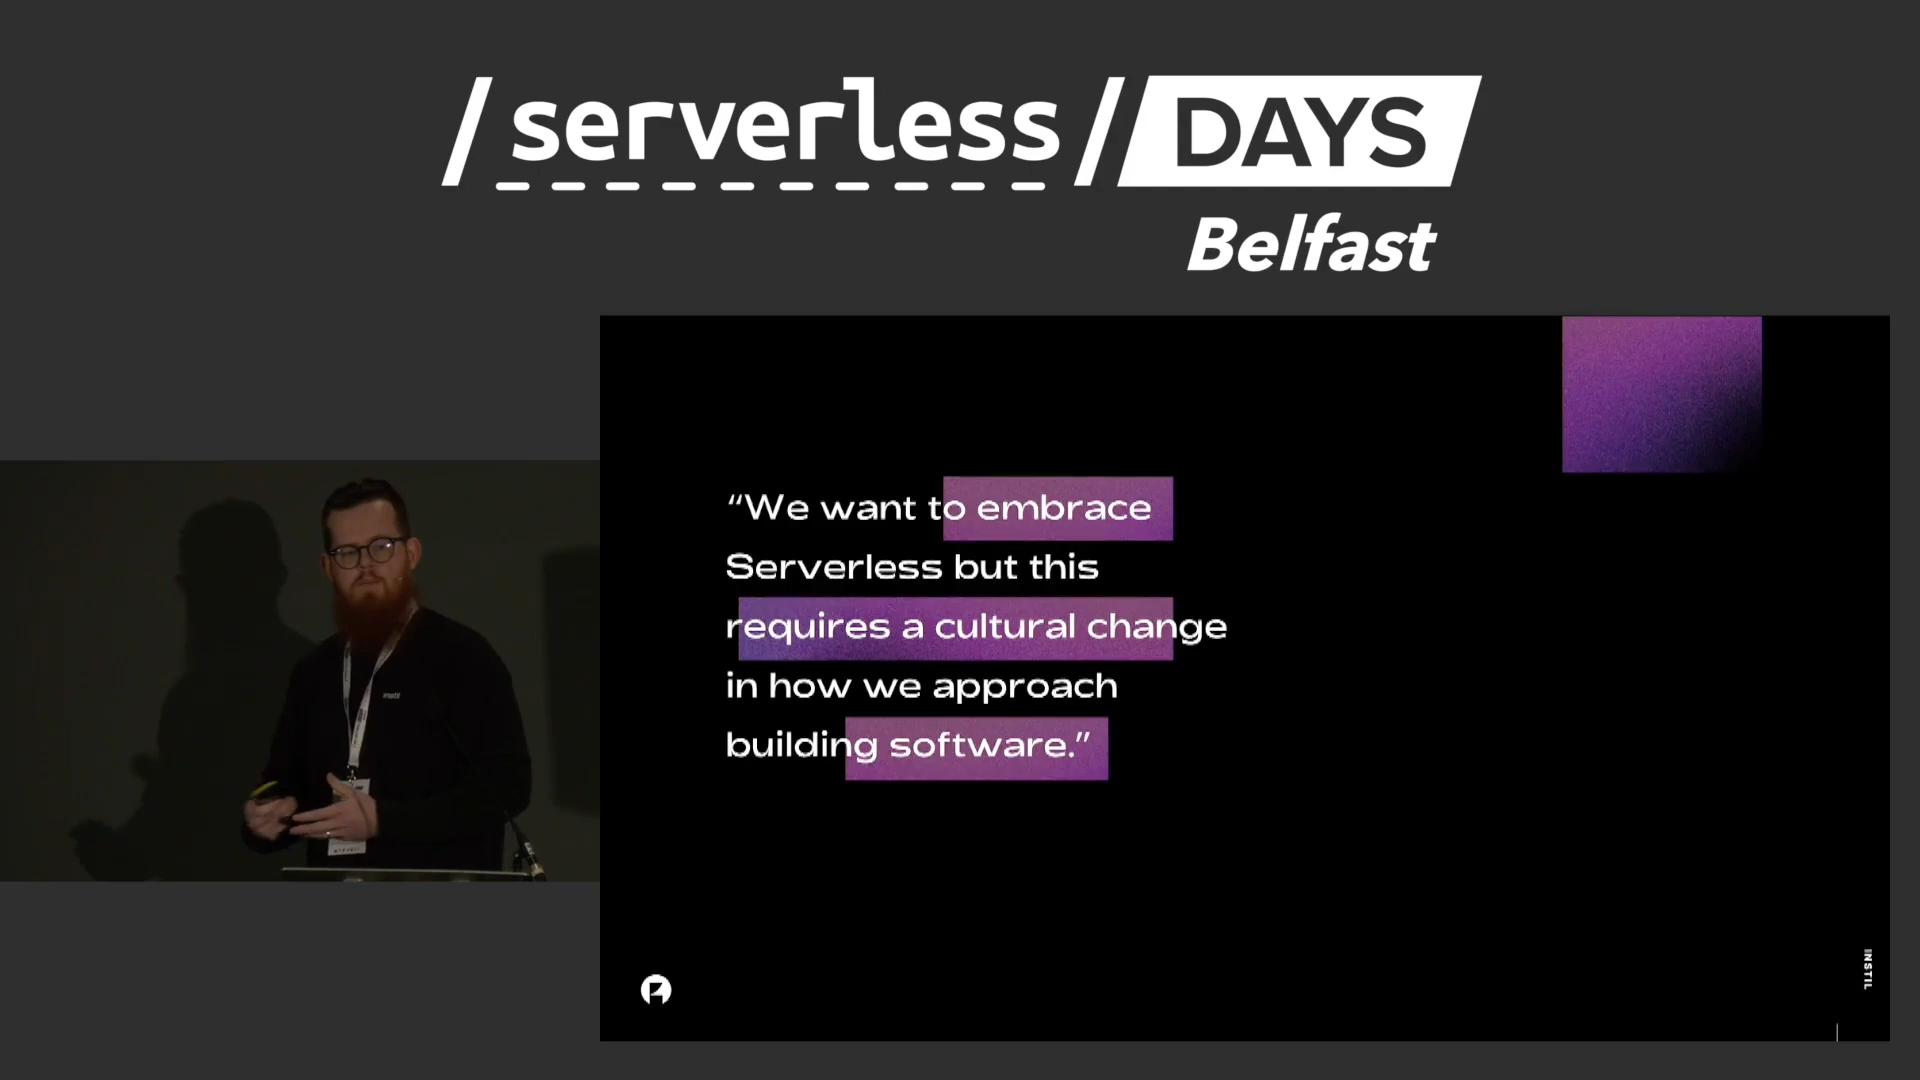 /serverless/DAYS
Belfast
“We want to embrace
Serverless but this
requires a cultural change
in how we approach
building software.”
INSTIL
instil